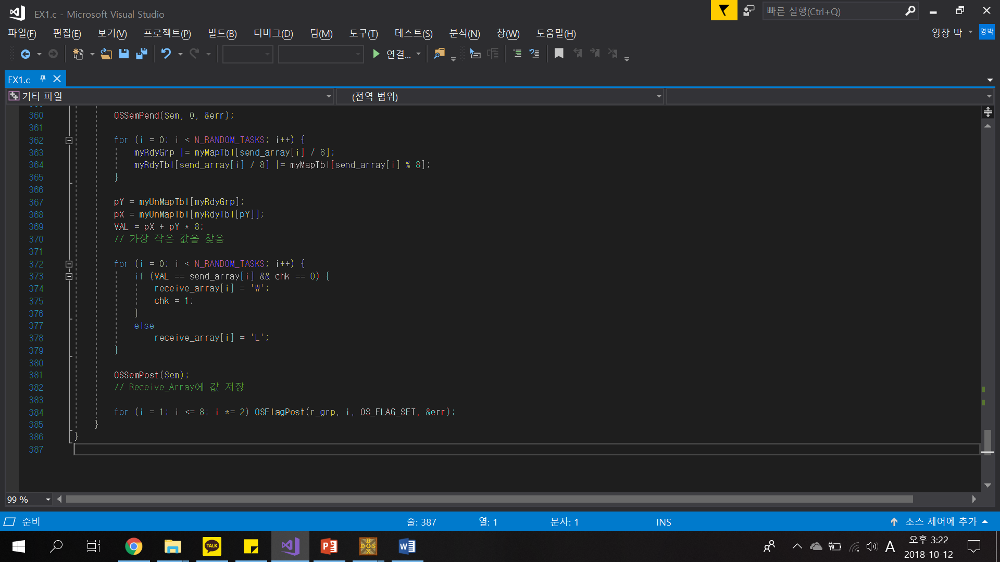 EX1.c - Microsoft Visual Studio
빠른 실행(Ctrl+Q)
파일(F) 편집(E) 보기(V) 프로젝트(P) 빌드(B) 디버그(D) 팀(M) 도구(T) 테스트(S) 분석(N) 창(W) 도움말(H)
영창 박
영박
연결...
EX1.c
기타 파일
(전역 범위)
360 OSSemPend(Sem, 0, &err);
361
362 for (i = 0; i < N_RANDOM_TASKS; i++) {
363 myRdyGrp |= myMapTbl[send_array[i] / 8];
364 myRdyTbl[send_array[i] / 8] |= myMapTbl[send_array[i] % 8];
365 }
366
367 pY = myUnMapTbl[myRdyGrp];
368 pX = myUnMapTbl[myRdyTbl[pY]];
369 VAL = pX + pY * 8;
370 // 가장 작은 값을 찾음
371
372 for (i = 0; i < N_RANDOM_TASKS; i++) {
373 if (VAL == send_array[i] && chk == 0) {
374 receive_array[i] = 'W';
375 chk = 1;
376 }
377 else
378 receive_array[i] = 'L';
379 }
380
381 OSSemPost(Sem);
382 // Receive_Array에 값 저장
383
384 for (i = 1; i <= 8; i *= 2) OSFlagPost(r_grp, i, OS_FLAG_SET, &err);
385 }
386 }
387
99 %
준비
줄: 387
열: 1
문자: 1
INS
소스 제어에 추가
TALK
DOS
BOX
A
오후 3:22
2018-10-12